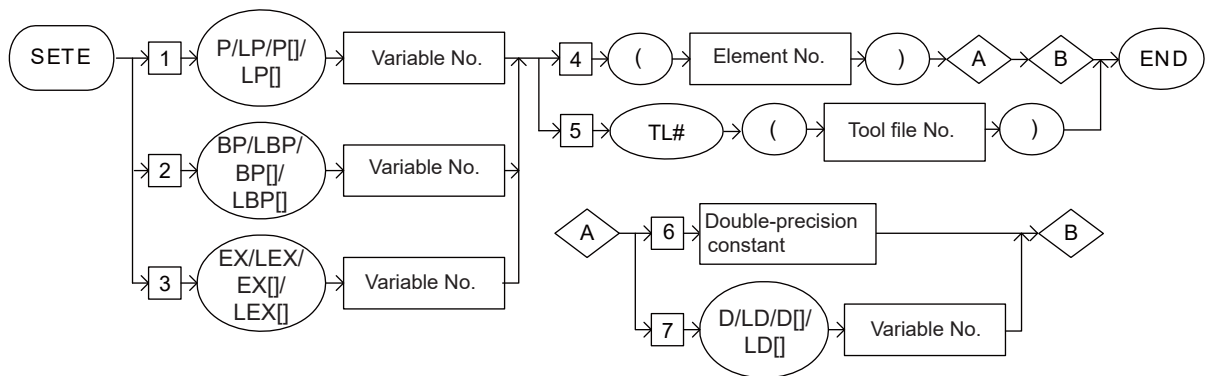 SETE
1
P/LP/P[]/
LP[]
Variable No.
4
(
Element No.
)
A
B
END
5
TL#
(
Tool file No.
)
2
BP/LBP/
BP[]/
LBP[]
Variable No.
3
EX/LEX/
EX[]/
LEX[]
Variable No.
A
6
Double-precision
constant
B
7
D/LD/D[]/
LD[]
Variable No.